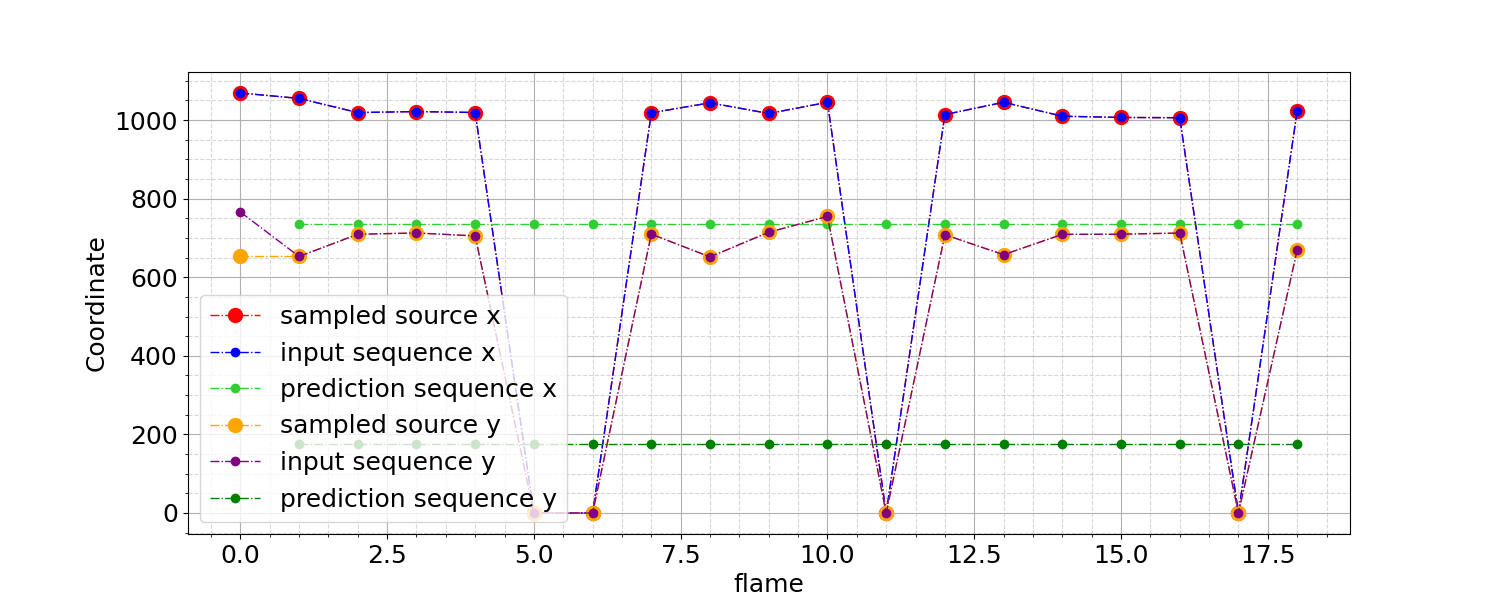 1000
800
600
400
200
0
Coordinate
sampled source x
input sequence x
prediction sequence x
sampled source y
input sequence y
prediction sequence y
0.0 2.5 5.0 7.5 10.0 12.5 15.0 17.5
flame